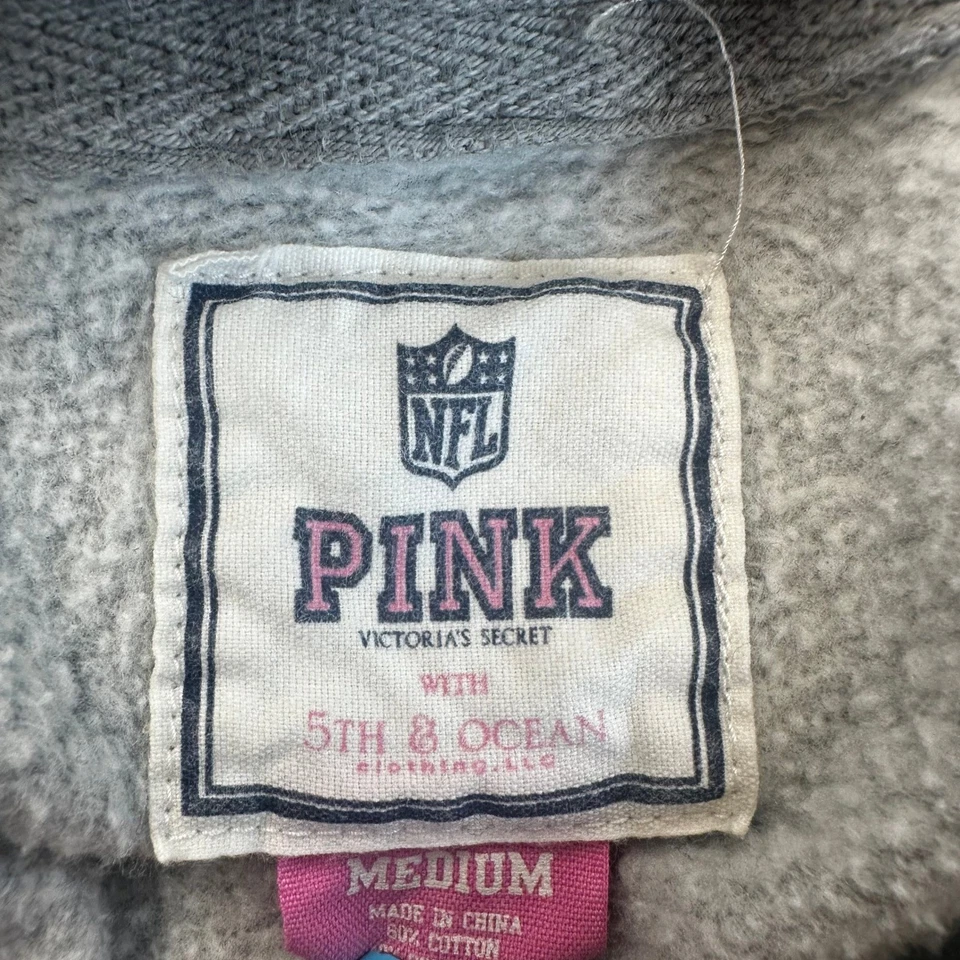 NFL
PINK
VICTORIA'S SECRET
WITH
5TH & OCEAN
clothing, LLC
MEDIUM
MADE IN CHINA
60% COTTON